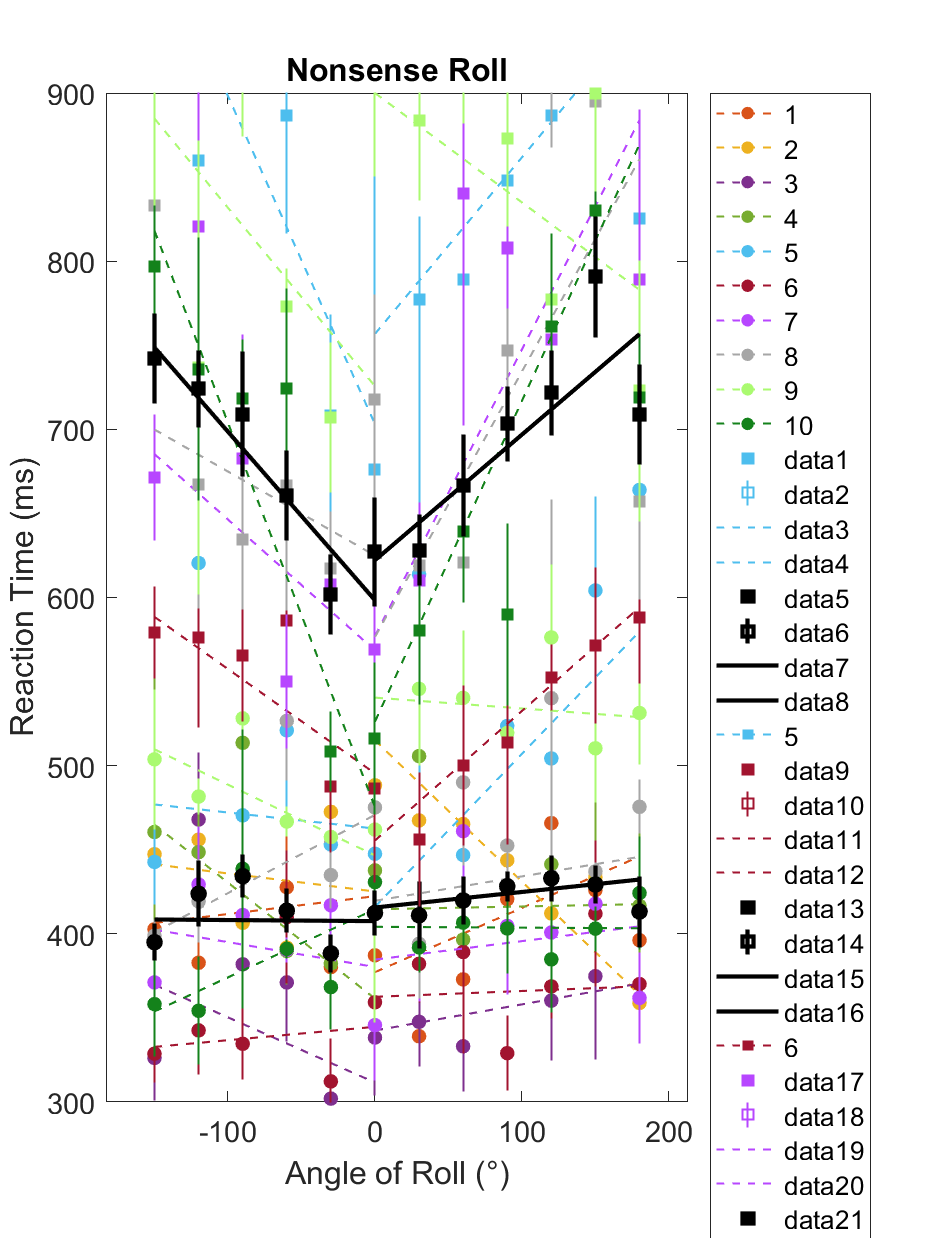 Nonsense Roll
900
800
700
600
500
400
300
Reaction Time (ms)
-100
0
100
200
Angle of Roll (°)
1
2
3
4
5
6
7
8
9
10
data1
data2
data3
data4
data5
data6
data7
data8
5
data9
data10
data11
data12
data13
data14
data15
data16
6
data17
data18
data19
data20
data21